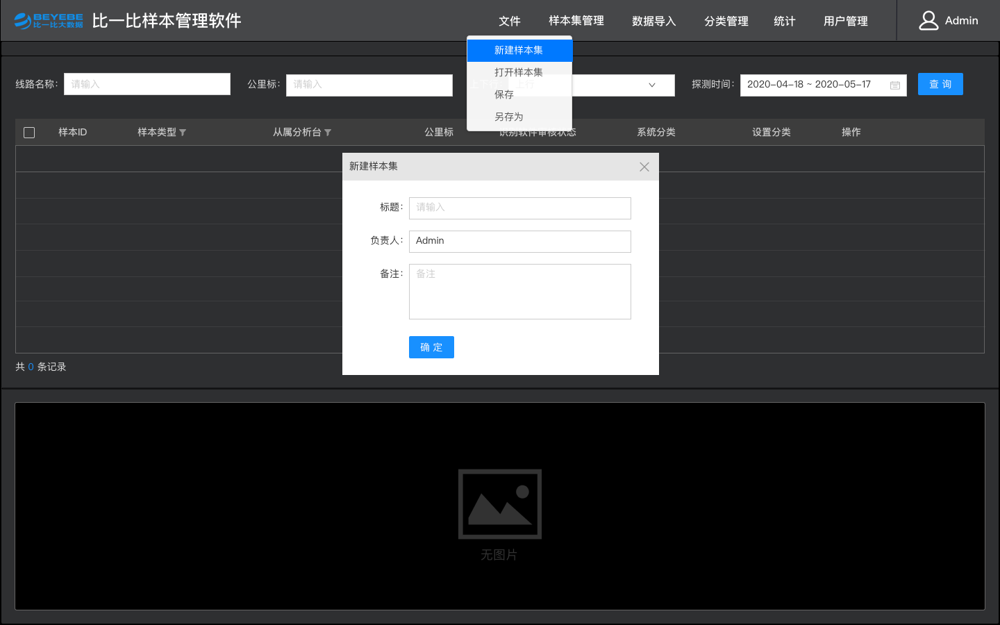 BEYEBE
比一比大数据
比一比样本管理软件
文件
样本集管理
数据导入
分类管理
统计
用户管理
Admin
新建样本集
打开样本集
保存
另存为
线路名称：
请输入
公里标：
请输入
上下行
上行
探测时间：
2020-04-18 ~ 2020-05-17
查 询
样本ID
样本类型
从属分析台
公里标
识别软件审核状态
系统分类
设置分类
操作
新建样本集
标题：
请输入
负责人：
Admin
备注：
备注
确 定
共 0 条记录
无图片